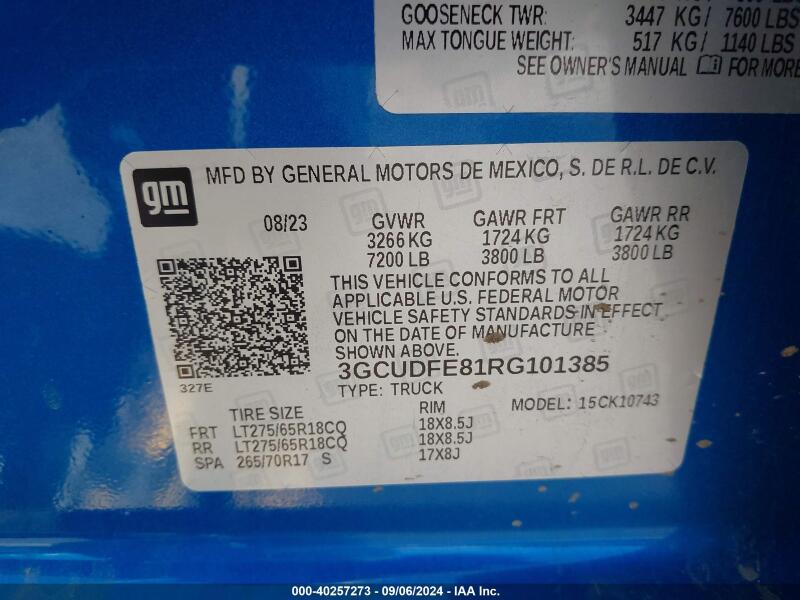 GOOSENECK TWR: 3447 KG/ 7600 LBS
MAX TONGUE WEIGHT: 517 KG/ 1140 LBS
SEE OWNER'S MANUAL FOR MORE
gm
MFD BY GENERAL MOTORS DE MEXICO, S. DE R.L. DE C.V.
08/23 GVWR GAWR FRT GAWR RR
3266 KG 1724 KG 1724 KG
7200 LB 3800 LB 3800 LB
THIS VEHICLE CONFORMS TO ALL
APPLICABLE U.S. FEDERAL MOTOR
VEHICLE SAFETY STANDARDS IN EFFECT
ON THE DATE OF MANUFACTURE
SHOWN ABOVE.
3GCUDFE81RG101385
327E
TYPE: TRUCK
MODEL: 15CK10743
TIRE SIZE RIM
FRT LT275/65R18CQ 18X8.5J
RR LT275/65R18CQ 18X8.5J
SPA 265/70R17 S 17X8J
000-40257273 - 09/06/2024 - IAA Inc.